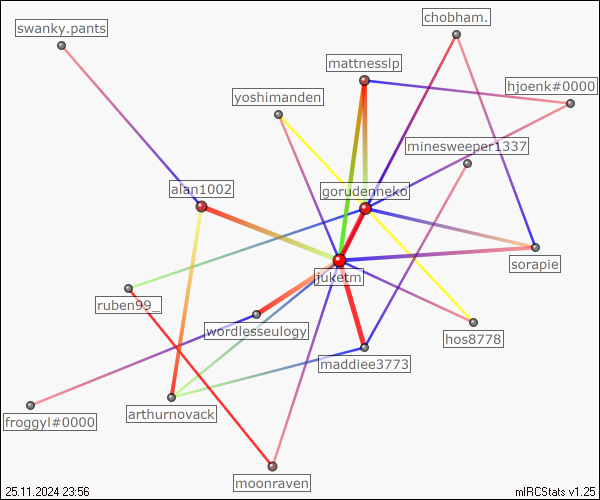 chobham.
swanky.pants
mattnesslp
hjoenk#0000
yoshimanden
minesweeper1337
alan1002
gorudenneko
sorapie
juketm
ruben99_
wordlesseulogy
hos8778
maddiee3773
arthurnovack
froggyl#0000
moonraven
25.11.2024 23:56
mIRCStats v1.25